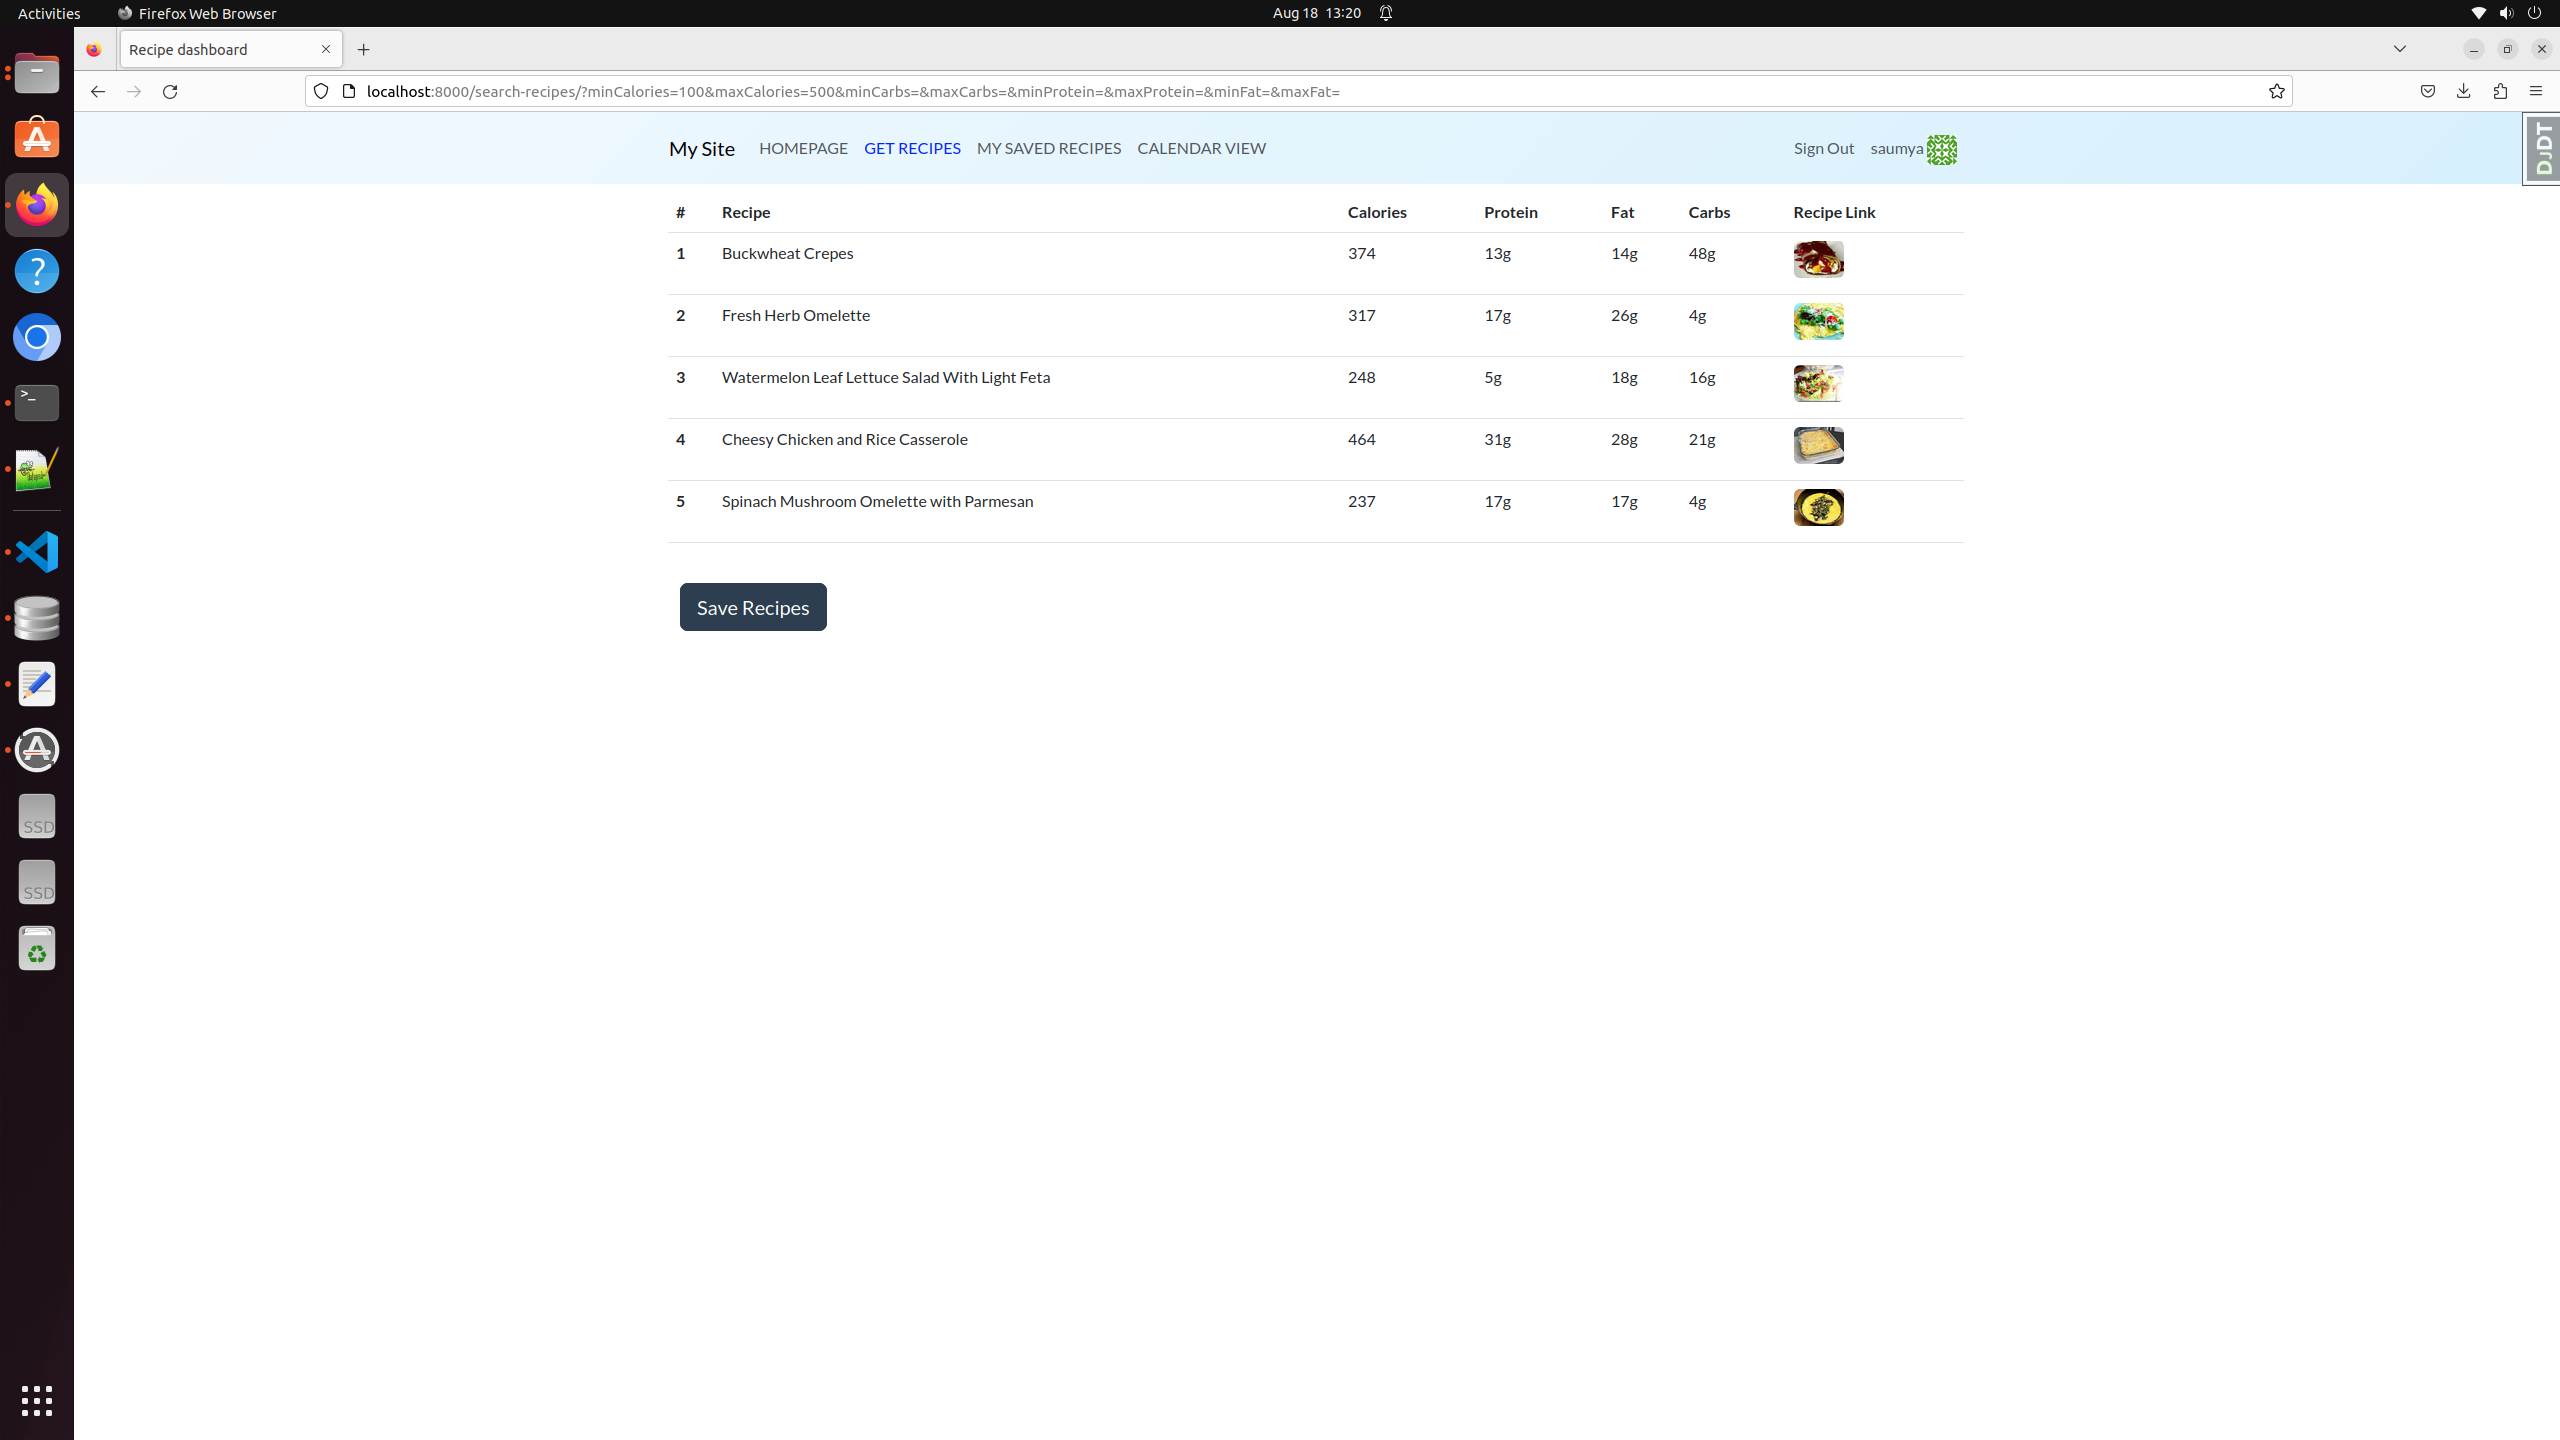 Activities Firefox Web Browser Aug 18 13:20
Recipe dashboard
localhost:8000/search-recipes/?minCalories=100&maxCalories=500&minCarbs=&maxCarbs=&minProtein=&maxProtein=&minFat=&maxFat=
My Site HOMEPAGE GET RECIPES MY SAVED RECIPES CALENDAR VIEW Sign Out saumya
DJDT
# Recipe Calories Protein Fat Carbs Recipe Link
1 Buckwheat Crepes 374 13g 14g 48g
2 Fresh Herb Omelette 317 17g 26g 4g
3 Watermelon Leaf Lettuce Salad With Light Feta 248 5g 18g 16g
4 Cheesy Chicken and Rice Casserole 464 31g 28g 21g
5 Spinach Mushroom Omelette with Parmesan 237 17g 17g 4g
Save Recipes
SSD
SSD